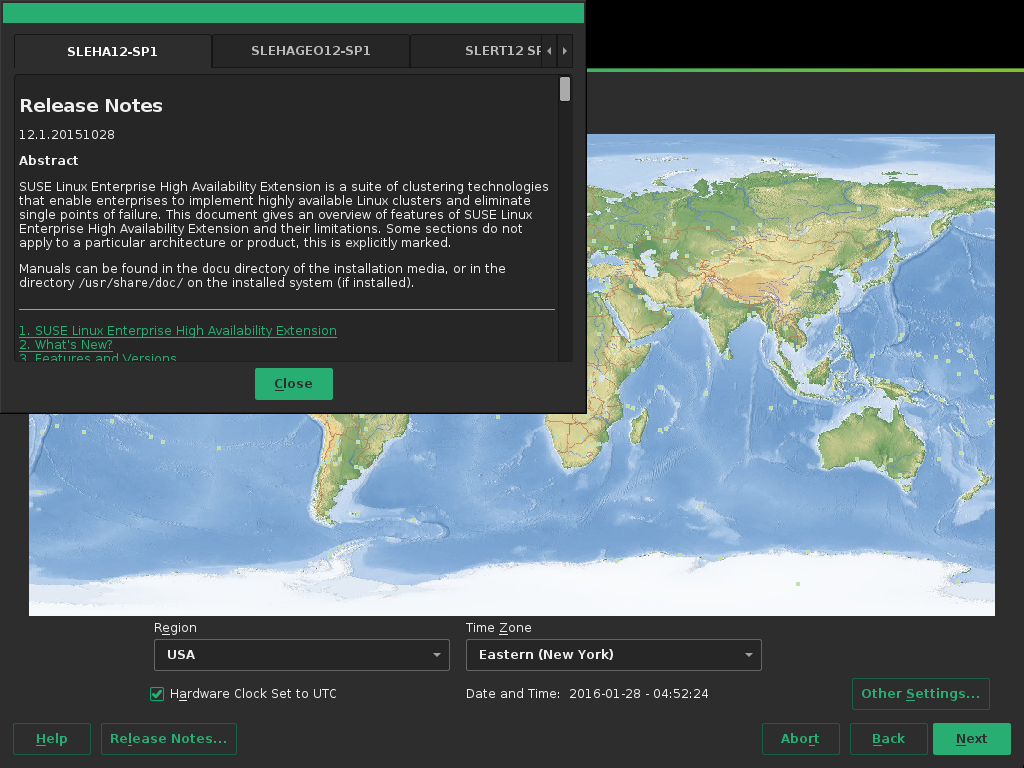 SLEHA12-SP1
SLEHAGEO12-SP1
SLERT12 SP
Release Notes
12.1.20151028
Abstract
SUSE Linux Enterprise High Availability Extension is a suite of clustering technologies
that enable enterprises to implement highly available Linux clusters and eliminate
single points of failure. This document gives an overview of features of SUSE Linux
Enterprise High Availability Extension and their limitations. Some sections do not
apply to a particular architecture or product, this is explicitly marked.
Manuals can be found in the docu directory of the installation media, or in the
directory /usr/share/doc/ on the installed system (if installed).
1. SUSE Linux Enterprise High Availability Extension
2. What's New?
3. Features and Versions
Close
Region
Time Zone
USA
Eastern (New York)
Hardware Clock Set to UTC
Date and Time: 2016-01-28 - 04:52:24
Other Settings...
Help
Release Notes...
Abort
Back
Next